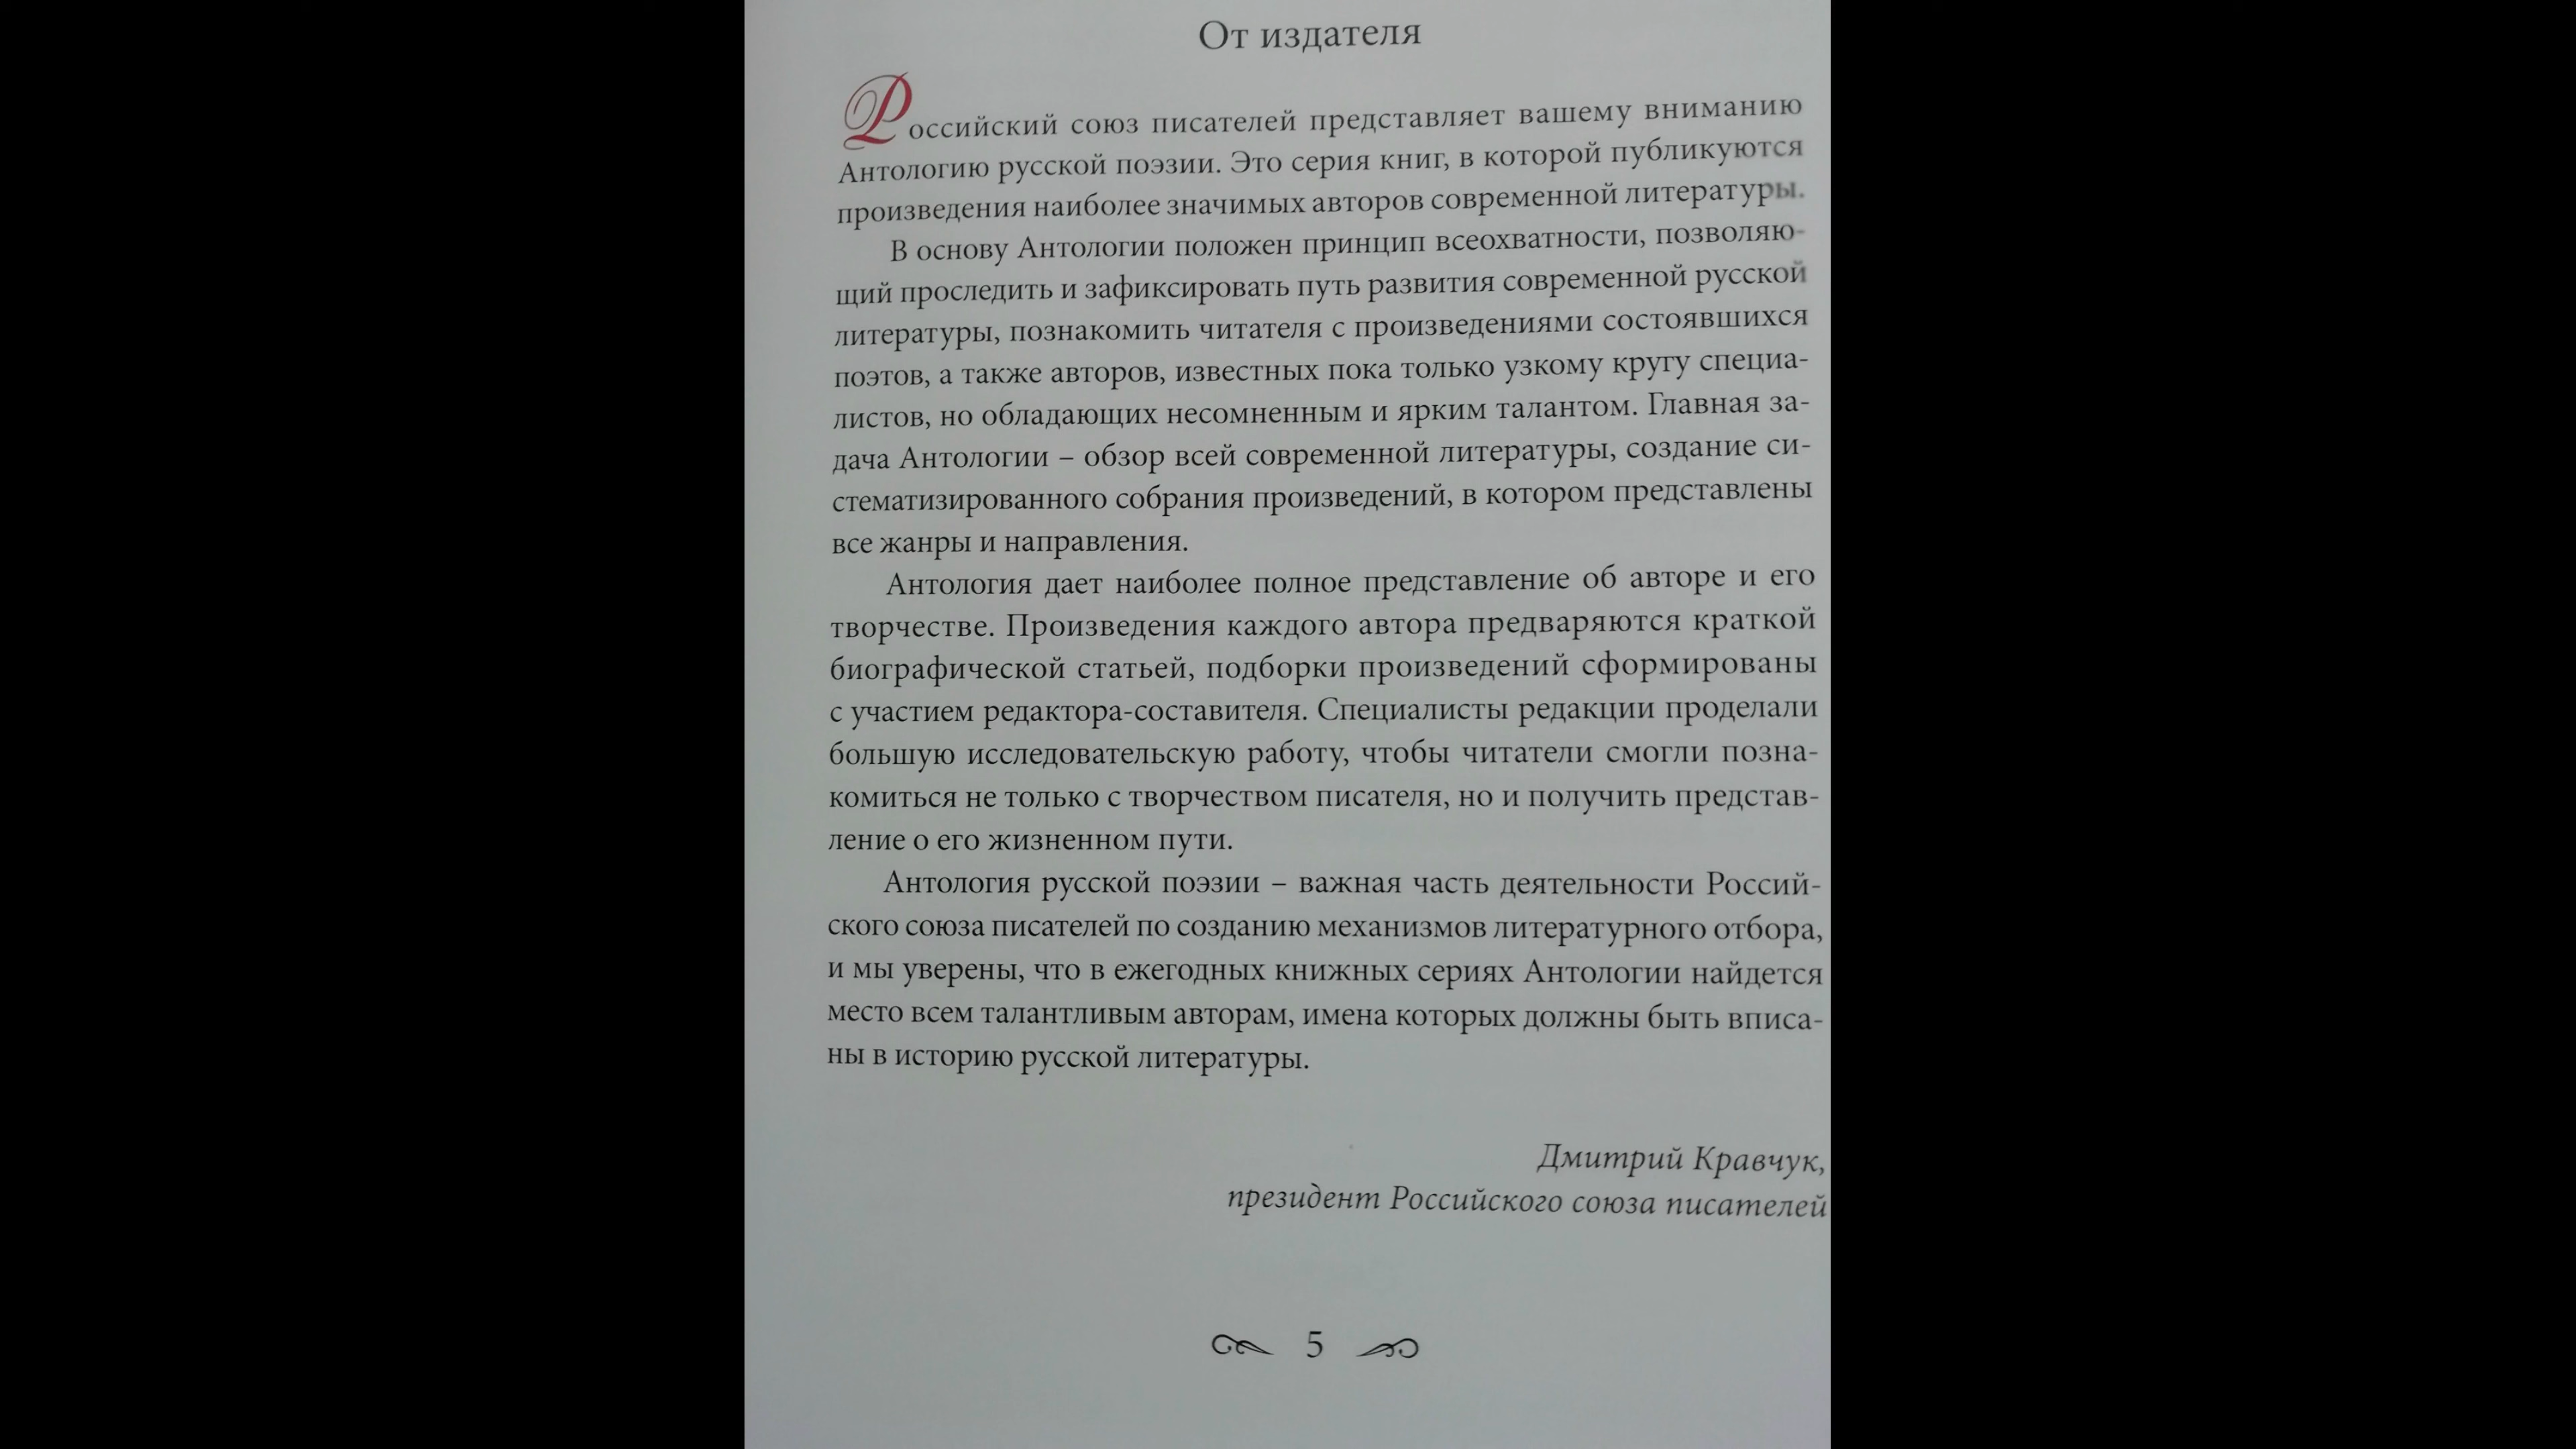 От издателя
Российский союз писателей представляет вашему вниманию
Антологию русской поэзии. Это серия книг, в которой публикуются
произведения наиболее значимых авторов современной литературы.
В основу Антологии положен принцип всеохватности, позволяю-
щий проследить и зафиксировать путь развития современной русской
литературы, познакомить читателя с произведениями состоявшихся
поэтов, а также авторов, известных пока только узкому кругу специа-
листов, но обладающих несомненным и ярким талантом. Главная за-
дача Антологии – обзор всей современной литературы, создание си-
стематизированного собрания произведений, в котором представлены
все жанры и направления.
Антология дает наиболее полное представление об авторе и его
творчестве. Произведения каждого автора предваряются краткой
биографической статьей, подборки произведений сформированы
с участием редактора-составителя. Специалисты редакции проделали
большую исследовательскую работу, чтобы читатели смогли позна-
комиться не только с творчеством писателя, но и получить представ-
ление о его жизненном пути.
Антология русской поэзии – важная часть деятельности Россий-
ского союза писателей по созданию механизмов литературного отбора,
и мы уверены, что в ежегодных книжных сериях Антологии найдется
место всем талантливым авторам, имена которых должны быть вписа-
ны в историю русской литературы.
Дмитрий Кравчук,
президент Российского союза писателей
5